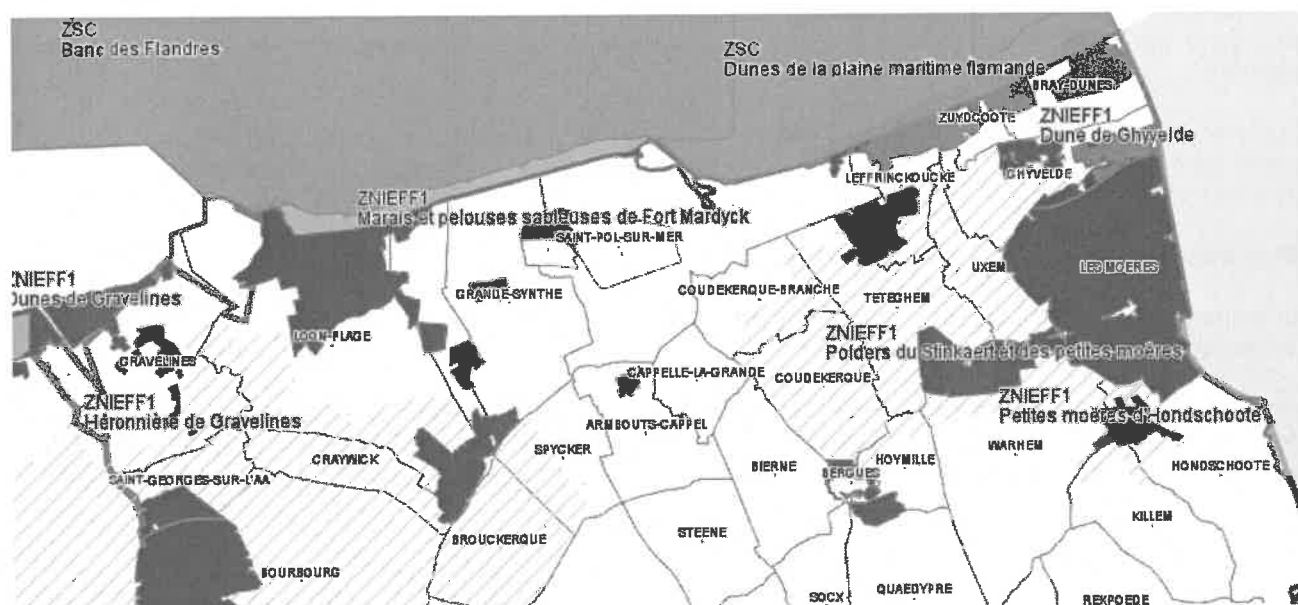 ZSC
Banc des Flandres
ZSC
Dunes de la plaine maritime flamande
BRAY-DUNES
ZUYDCOOTE
ZNIEFF1
Dune de Ghyvelde
GHYVELDE
LEFFRINCKOUCKE
ZNIEFF1
Marais et pelouses sableuses de Fort Mardyck
SAINT-POL-SUR-MER
UXEM
LES MOERES
ZNIEFF1
Dunes de Gravelines
GRANDE-SYNTHE
COUDEKERQUE-BRANCHE
TETEGHEM
LOON-PLAGE
GRAVELINES
ZNIEFF1
Polders du Stinkaert et des petites moëres
CAPPELLE-LA-GRANDE
COUDEKERQUE
ZNIEFF1
Héronnière de Gravelines
ZNIEFF1
Petites moëres d'Hondschoote
ARMBOUTS-CAPPEL
SPYCKER
WARHEM
CRAYWICK
BIERNE
BERGUES
HOYMILLE
HONDSCHOOTE
SAINT-GEORGES-SUR-L'AA
KILLEM
BROUCKERQUE
STEENE
BOURBOURG
SOCX
QUAEDYPRE
REXPOEDE